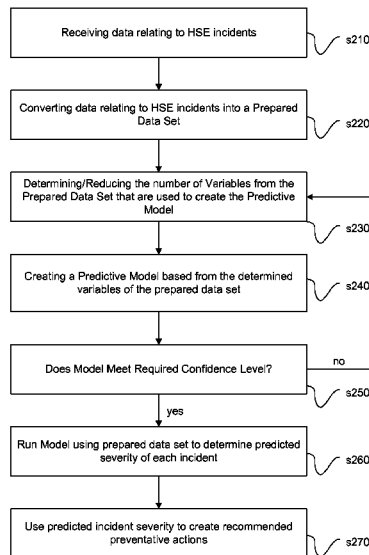 Receiving data relating to HSE incidents
s210
Converting data relating to HSE incidents into a Prepared
Data Set
s220
Determining/Reducing the number of Variables from the
Prepared Data Set that are used to create the Predictive
Model
s230
Creating a Predictive Model based from the determined
variables of the prepared data set
s240
Does Model Meet Required Confidence Level?
no
s250
yes
Run Model using prepared data set to determine predicted
severity of each incident
s260
Use predicted incident severity to create recommended
preventative actions
s270